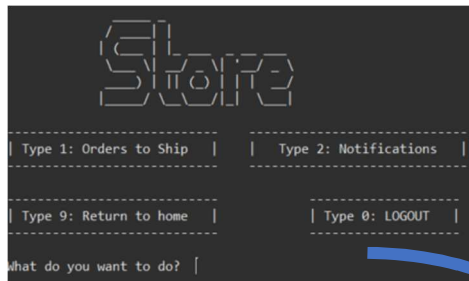 Store
| Type 1: Orders to Ship | | Type 2: Notifications |
| Type 9: Return to home | | Type 0: LOGOUT |
What do you want to do?